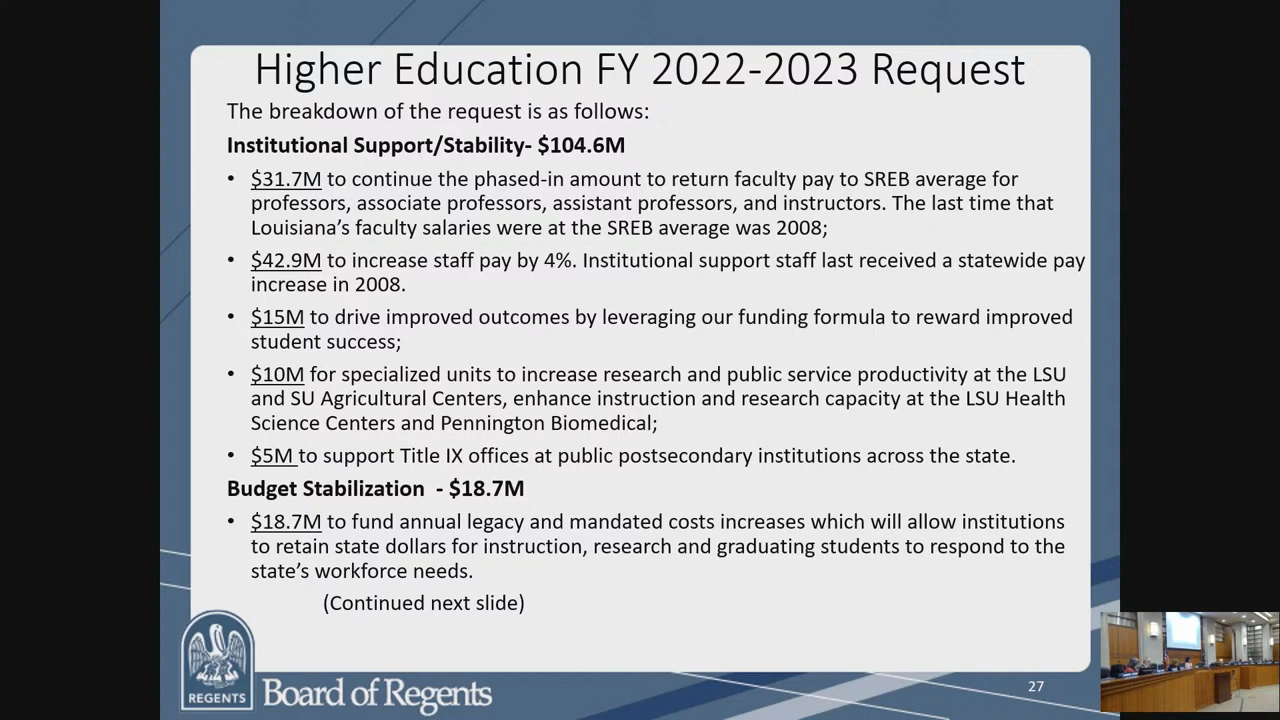 Higher Education FY 2022-2023 Request
The breakdown of the request is as follows:
Institutional Support/Stability- $104.6M
• $31.7M to continue the phased-in amount to return faculty pay to SREB average for
professors, associate professors, assistant professors, and instructors. The last time that
Louisiana’s faculty salaries were at the SREB average was 2008;
• $42.9M to increase staff pay by 4%. Institutional support staff last received a statewide pay
increase in 2008.
• $15M to drive improved outcomes by leveraging our funding formula to reward improved
student success;
• $10M for specialized units to increase research and public service productivity at the LSU
and SU Agricultural Centers, enhance instruction and research capacity at the LSU Health
Science Centers and Pennington Biomedical;
• $5M to support Title IX offices at public postsecondary institutions across the state.
Budget Stabilization - $18.7M
• $18.7M to fund annual legacy and mandated costs increases which will allow institutions
to retain state dollars for instruction, research and graduating students to respond to the
state’s workforce needs.
(Continued next slide)
REGENTS
Board of Regents
27